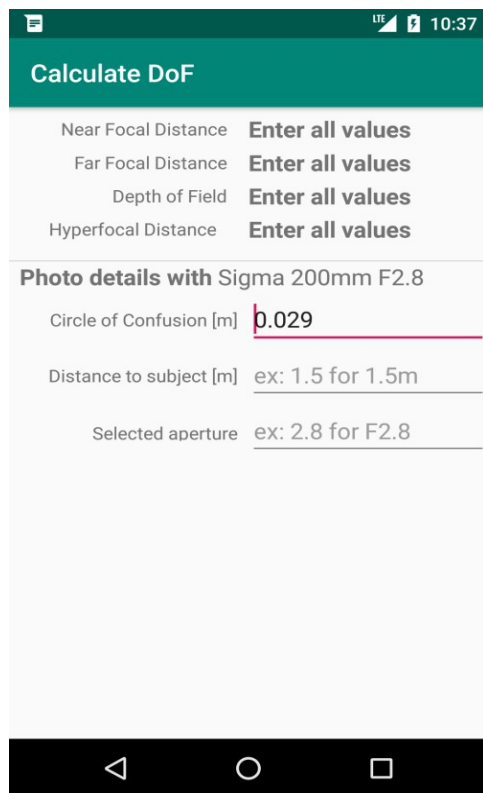 LTE 10:37
Calculate DoF
Near Focal Distance Enter all values
Far Focal Distance Enter all values
Depth of Field Enter all values
Hyperfocal Distance Enter all values
Photo details with Sigma 200mm F2.8
Circle of Confusion [m] 0.029
Distance to subject [m] ex: 1.5 for 1.5m
Selected aperture ex: 2.8 for F2.8